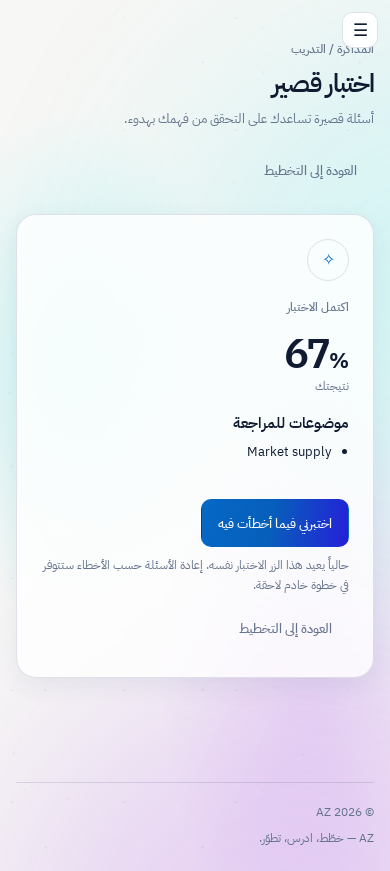 المذاكرة / التدريب
اختبار قصير
أسئلة قصيرة تساعدك على التحقق من فهمك بهدوء.
العودة إلى التخطيط
اكتمل الاختبار
67%
نتيجتك
موضوعات للمراجعة
Market supply
اختبرني فيما أخطأت فيه
حالياً يعيد هذا الزر الاختبار نفسه. إعادة الأسئلة حسب الأخطاء ستتوفر
في خطوة خادم لاحقة.
العودة إلى التخطيط
© 2026 AZ
AZ — خطّط، ادرس، تطوّر.